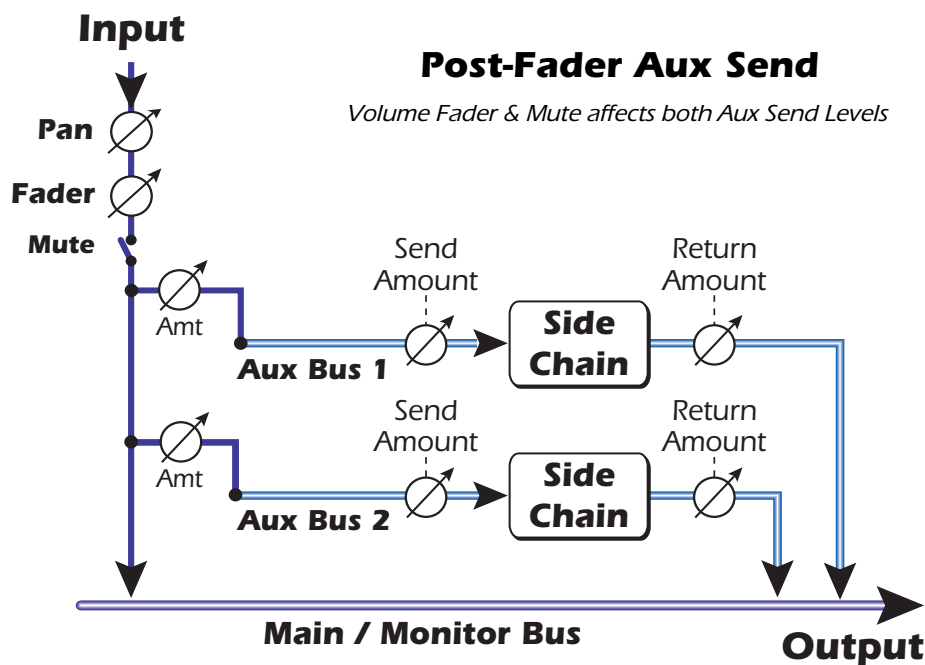 Input
Post-Fader Aux Send
Volume Fader & Mute affects both Aux Send Levels
Pan
Fader
Mute
Amt
Send
Amount
Return
Amount
Side
Chain
Aux Bus 1
Amt
Send
Amount
Return
Amount
Side
Chain
Aux Bus 2
Main / Monitor Bus
Output